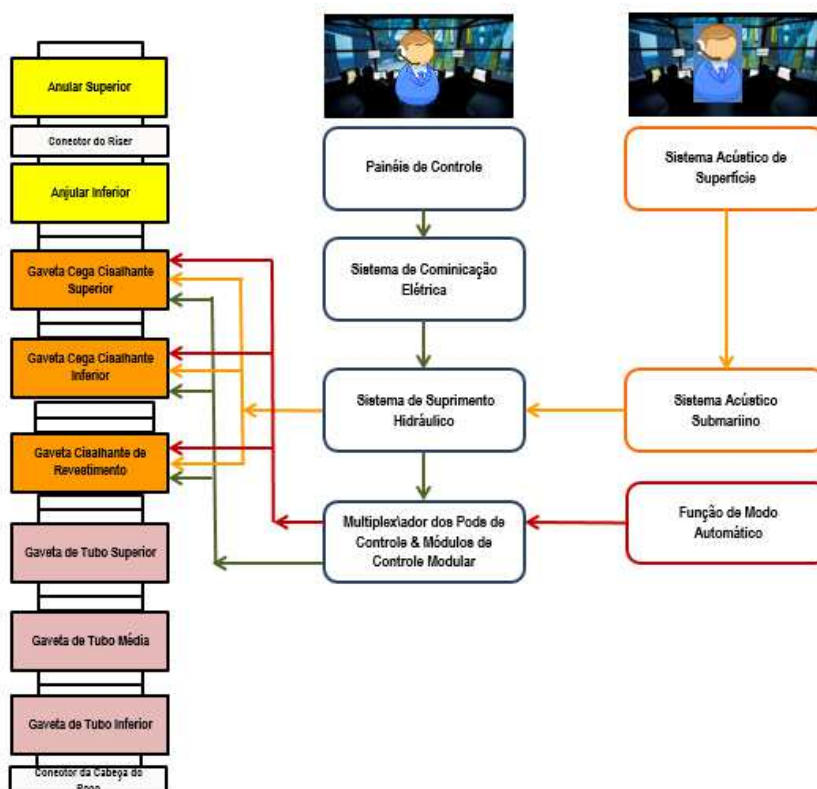 Anular Superior
Conector do Riser
Anjular Inferior
Gaveta Cega Cisalhante
Superior
Gaveta Cega Cisalhante
Inferior
Gaveta Cisalhante de
Revestimento
Gaveta de Tubo Superior
Gaveta de Tubo Média
Gaveta de Tubo Inferior
Conector da Cabeça do
Poço
Painéis de Controle
Sistema de Cominicação
Elétrica
Sistema de Suprimento
Hidráulico
Multiplex\ador dos Pods de
Controle & Módulos de
Controle Modular
Sistema Acústico de
Superfície
Sistema Acústico
Submariino
Função de Modo
Automático